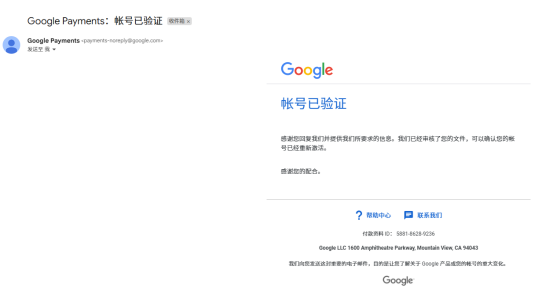 Google Payments：帐号已验证 收件箱 ×
Google Payments <payments-noreply@google.com>
发送至 我
Google
帐号已验证
感谢您回复我们并提供我们所要求的信息。我们已经审核了您的文件，可以确认您的帐
号已经重新激活。
感谢您的配合。
帮助中心 联系我们
付款资料 ID： 5881-8628-9236
Google LLC 1600 Amphitheatre Parkway, Mountain View, CA 94043
我们向您发送这封重要的电子邮件，目的是让您了解关于 Google 产品或您的帐号的重大变化。
Google